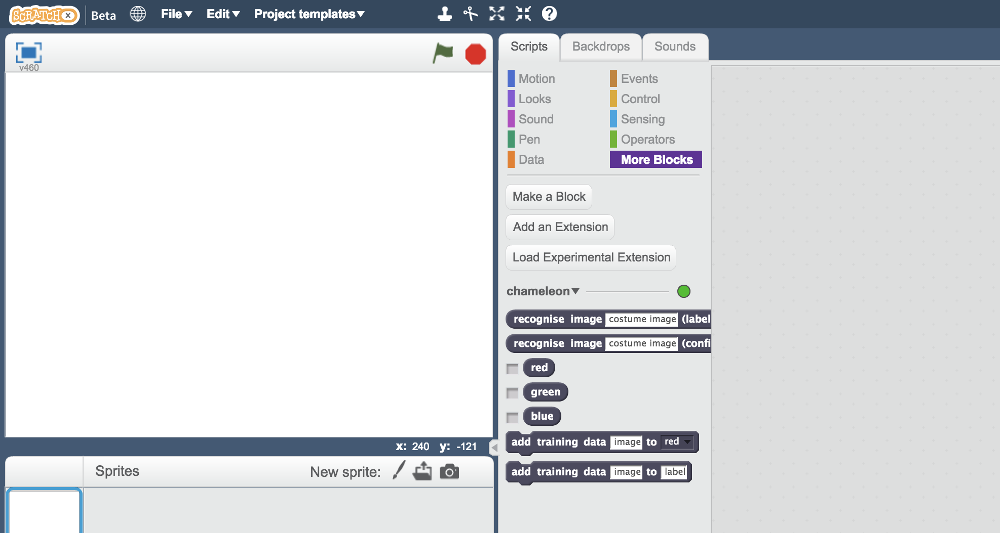 SCRATCHX Beta File Edit Project templates ?
v460
Scripts Backdrops Sounds
Motion Events
Looks Control
Sound Sensing
Pen Operators
Data More Blocks
Make a Block
Add an Extension
Load Experimental Extension
chameleon
recognise image costume image (label
recognise image costume image (confi
red
green
blue
add training data image to red
add training data image to label
x: 240 y: -121
Sprites New sprite: